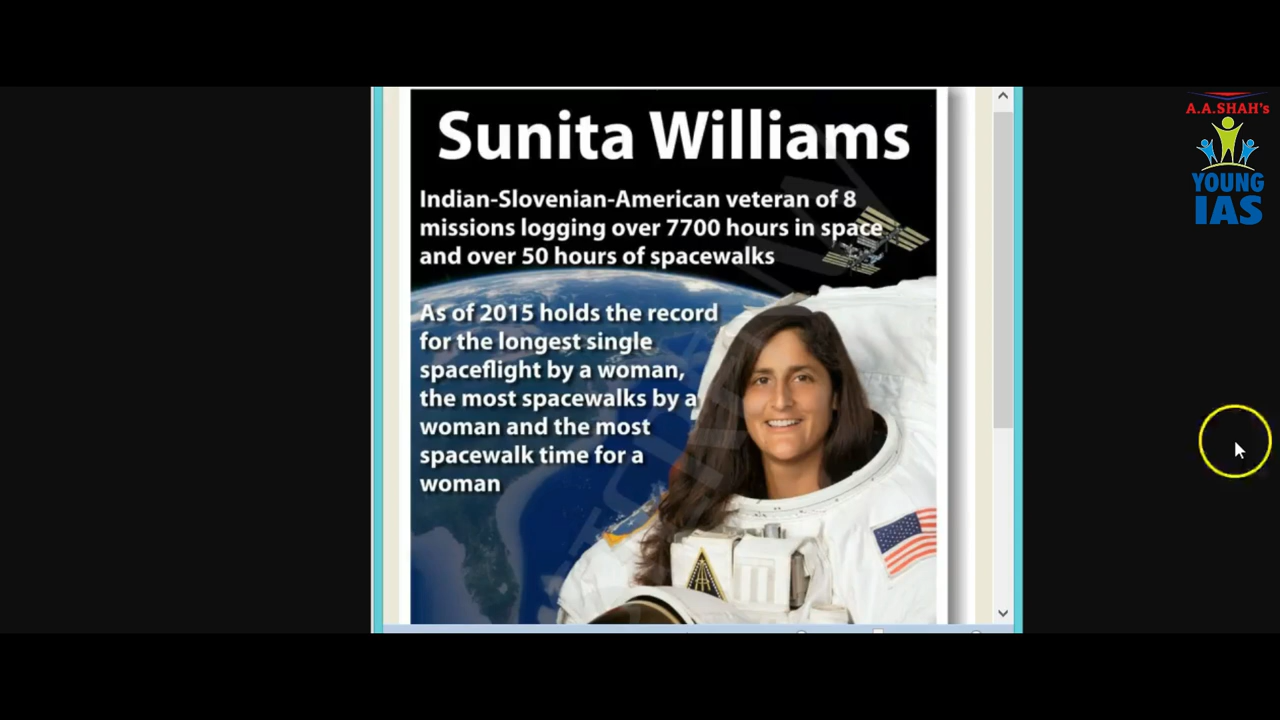 Sunita Williams
Indian-Slovenian-American veteran of 8
missions logging over 7700 hours in space
and over 50 hours of spacewalks
As of 2015 holds the record
for the longest single
spaceflight by a woman,
the most spacewalks by a
woman and the most
spacewalk time for a
woman
A.A.SHAH's
YOUNG
IAS